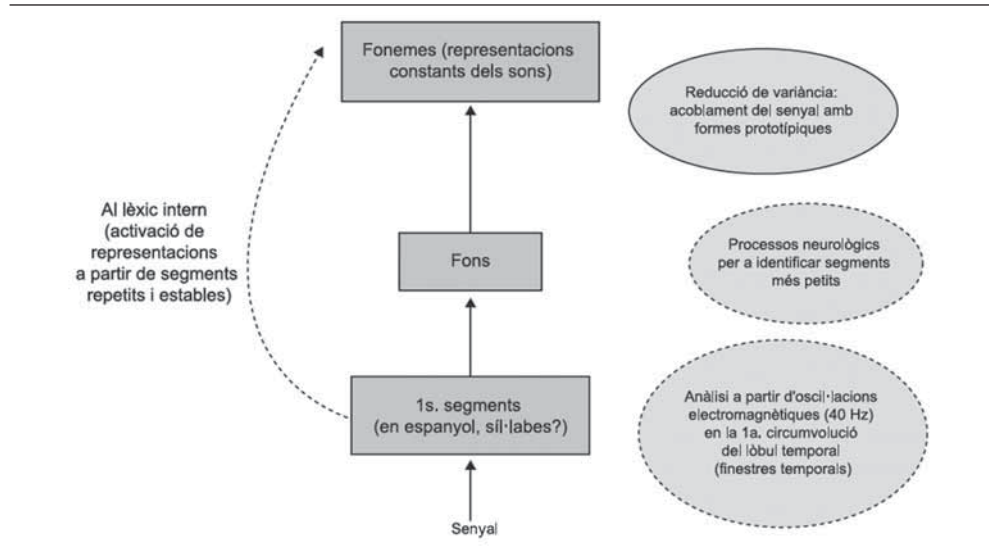 Fonemes (representacions
constants dels sons)
Reducció de variància:
acoblament del senyal amb
formes prototípiques
Al lèxic intern
(activació de
representacions
a partir de segments
repetits i estables)
Fons
Processos neurològics
per a identificar segments
més petits
1s. segments
(en espanyol, síl·labes?)
Anàlisi a partir d'oscil·lacions
electromagnètiques (40 Hz)
en la 1a. circumvolució
del lòbul temporal
(finestres temporals)
Senyal